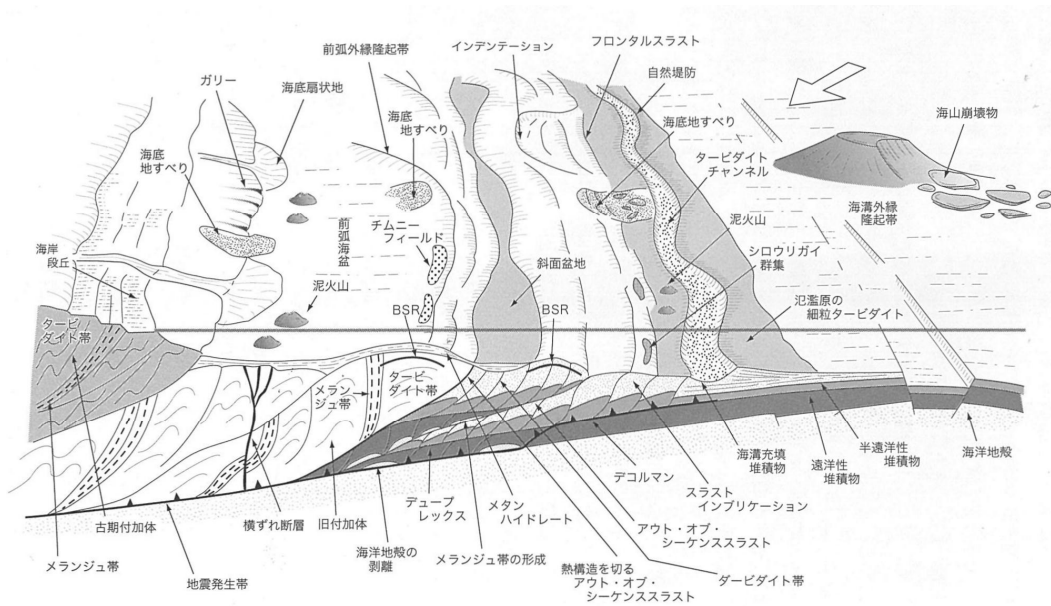 前弧外縁隆起帯
インデンテーション
フロンタルスラスト
自然堤防
ガリー
海底扇状地
海底
地すべり
海山崩壊物
海底
地すべり
海底
地すべり
タービダイト
チャンネル
海溝外縁
隆起帯
前弧海盆
チムニー
フィールド
泥火山
シロウリガイ
群集
海岸
段丘
泥火山
斜面盆地
BSR
BSR
氾濫原の
細粒タービダイト
タービ
ダイト帯
メラン
ジュ帯
タービ
ダイト帯
海溝充填
堆積物
遠洋性
堆積物
半遠洋性
堆積物
海洋地殻
デコルマン
スラスト
インブリケーション
古期付加体
横ずれ断層
旧付加体
デュープ
レックス
メタン
ハイドレート
アウト・オブ・
シーケンススラスト
メランジュ帯
地震発生帯
海洋地殻の
剥離
メランジュ帯の形成
熱構造を切る
アウト・オブ・
シーケンススラスト
ダービダイト帯